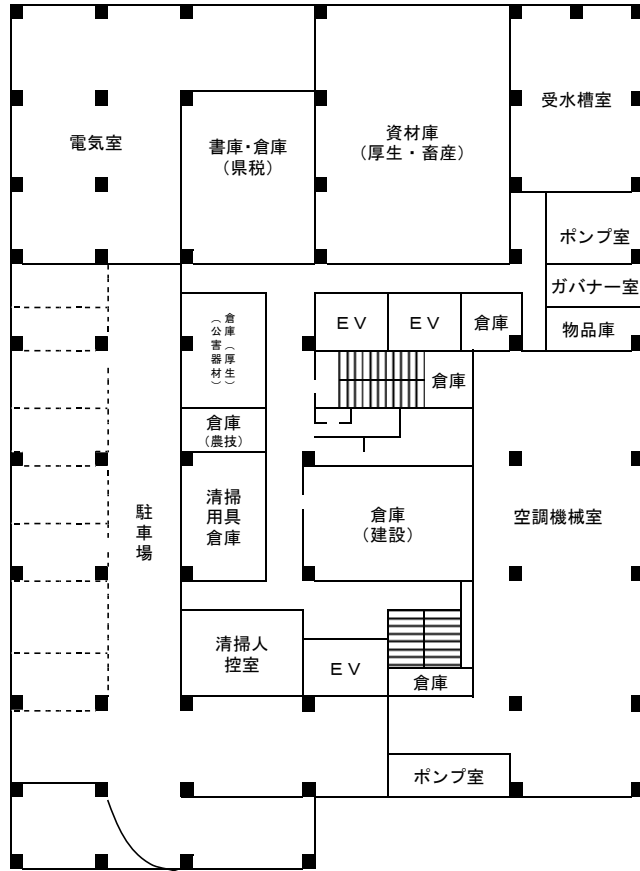 受水槽室
電気室
書庫・倉庫
（県税）
資材庫
（厚生・畜産）
ポンプ室
ガバナー室
物品庫
倉庫（厚生）
（公害器材）
ＥＶ
ＥＶ
倉庫
倉庫
倉庫
（農技）
清掃
用具
倉庫
駐車場
倉庫
（建設）
空調機械室
清掃人
控室
ＥＶ
倉庫
ポンプ室